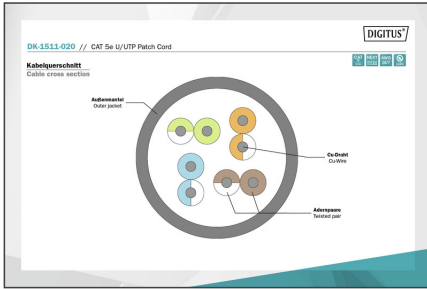 DIGITUS®
DK-1511-020 // CAT 5e U/UTP Patch Cord
Kabelquerschnitt
Cable cross section
Außenmantel
Outer jacket
Cu-Draht
Cu-Wire
Aderspaare
Twisted pair